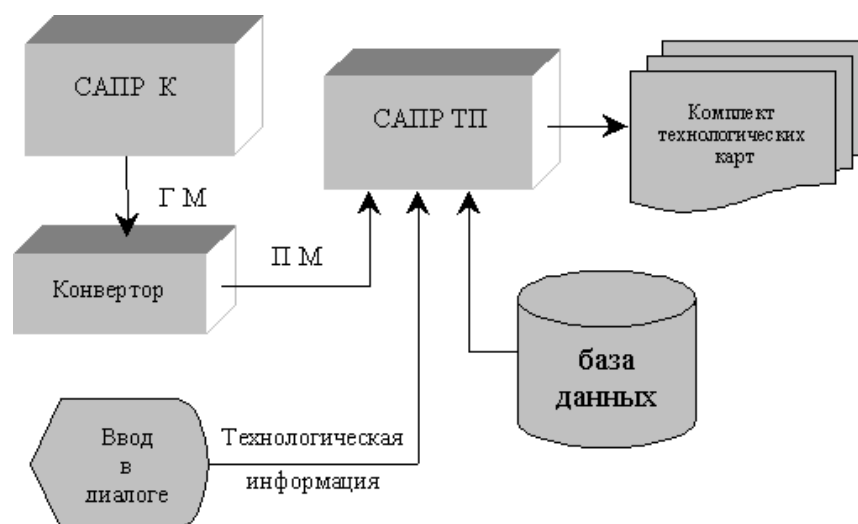 САПР К
САПР ТП
Комплект
технологических
карт
Г М
П М
Конвертор
база
данных
Ввод
в
диалоге
Технологическая
информация